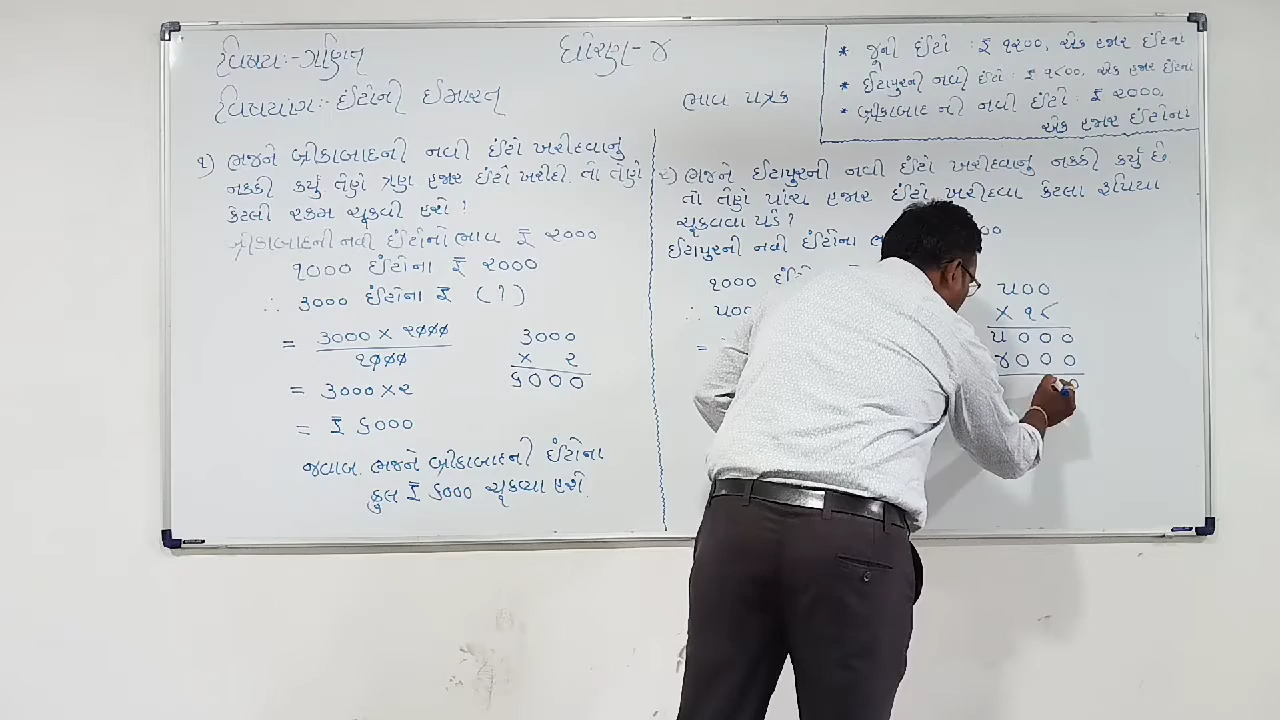 વિષય:- ગણિત
ધોરણ-૪
વિષયાંગ:- ઈંટોની ઈમારત
ભાવ પત્રક
* જૂની ઈંટો : ₹ ૧૨૦૦, એક હજાર ઈંટના
* ઈંટાપુરની નવી ઈંટો : ₹ ૧૮૦૦, એક હજાર ઈંટના
* બ્રીકાબાદ ની નવી ઈંટો : ₹ ૨૦૦૦,
એક હજાર ઈંટોના
૧) ભજને બ્રીકાબાદની નવી ઈંટો ખરીદવાનું
નક્કી કર્યું તેણે ત્રણ હજાર ઈંટો ખરીદી. તો તેણે
કેટલી રકમ ચૂકવી હશે ?
બ્રીકાબાદની નવી ઈંટોનો ભાવ ₹ ૨૦૦૦
૧૦૦૦ ઈંટોના ₹ ૨૦૦૦
∴ ૩૦૦૦ ઈંટોના ₹ (?)
= ૩૦૦૦ × ૨૦૦૦
૧૦૦૦
= ૩૦૦૦ × ૨
= ₹ ૬૦૦૦
૩૦૦૦
× ૨
૬૦૦૦
જવાબ. ભજને બ્રીકાબાદની ઈંટોના
કુલ ₹ ૬૦૦૦ ચૂકવ્યા હશે.
૨) ભજને ઈંટાપુરની નવી ઈંટો ખરીદવાનું નક્કી કર્યું છે
તો તેણે પાંચ હજાર ઈંટો ખરીદવા કેટલા રૂપિયા
ચૂકવવા પડે ?
ઈંટાપુરની નવી ઈંટોના
૧૦૦૦
∴
=
૫૦૦
× ૧૮
૫૦૦૦
૪૦૦૦